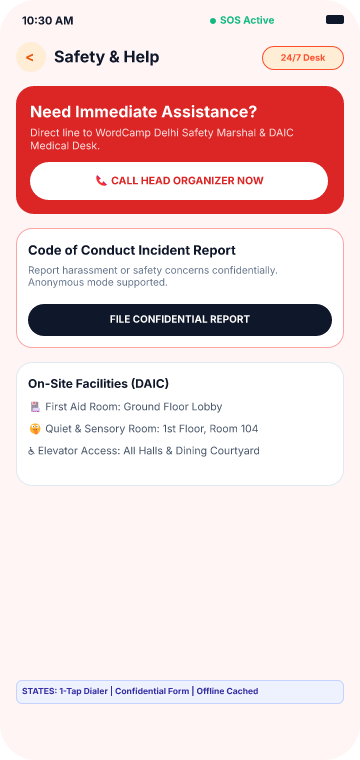 10:30 AM
SOS Active
<
Safety & Help
24/7 Desk
Need Immediate Assistance?
Direct line to WordCamp Delhi Safety Marshal & DAIC
Medical Desk.
📞 CALL HEAD ORGANIZER NOW
Code of Conduct Incident Report
Report harassment or safety concerns confidentially.
Anonymous mode supported.
FILE CONFIDENTIAL REPORT
On-Site Facilities (DAIC)
First Aid Room: Ground Floor Lobby
Quiet & Sensory Room: 1st Floor, Room 104
♿ Elevator Access: All Halls & Dining Courtyard
STATES: 1-Tap Dialer | Confidential Form | Offline Cached